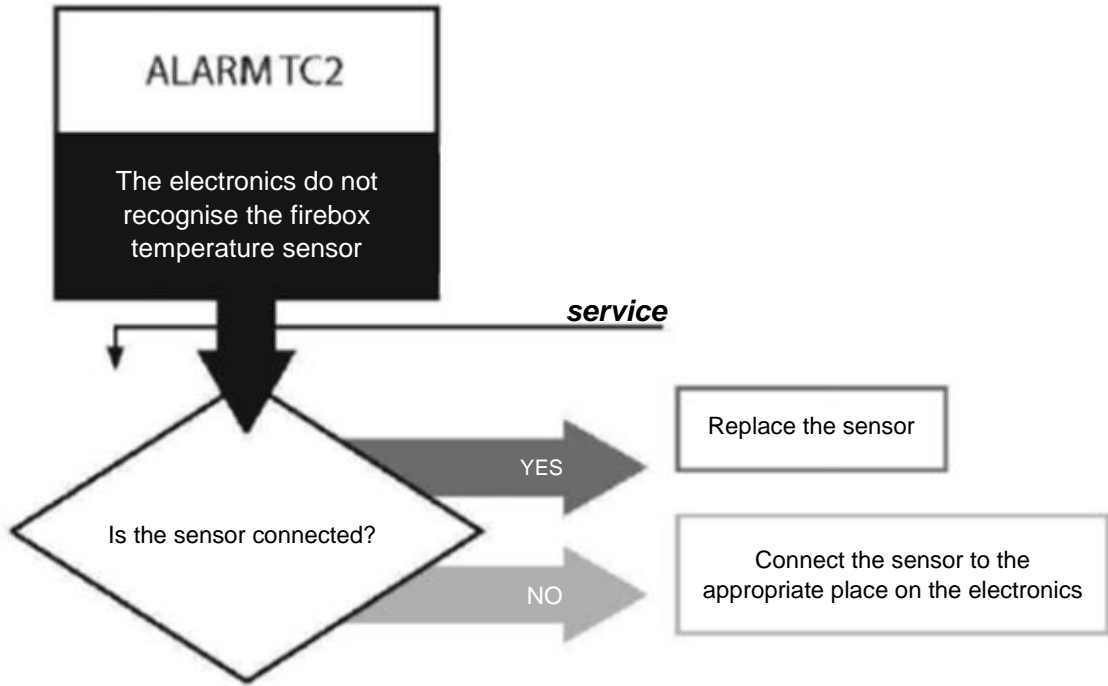 ALARM TC2
The electronics do not
recognise the firebox
temperature sensor
service
Is the sensor connected?
YES
Replace the sensor
NO
Connect the sensor to the
appropriate place on the electronics